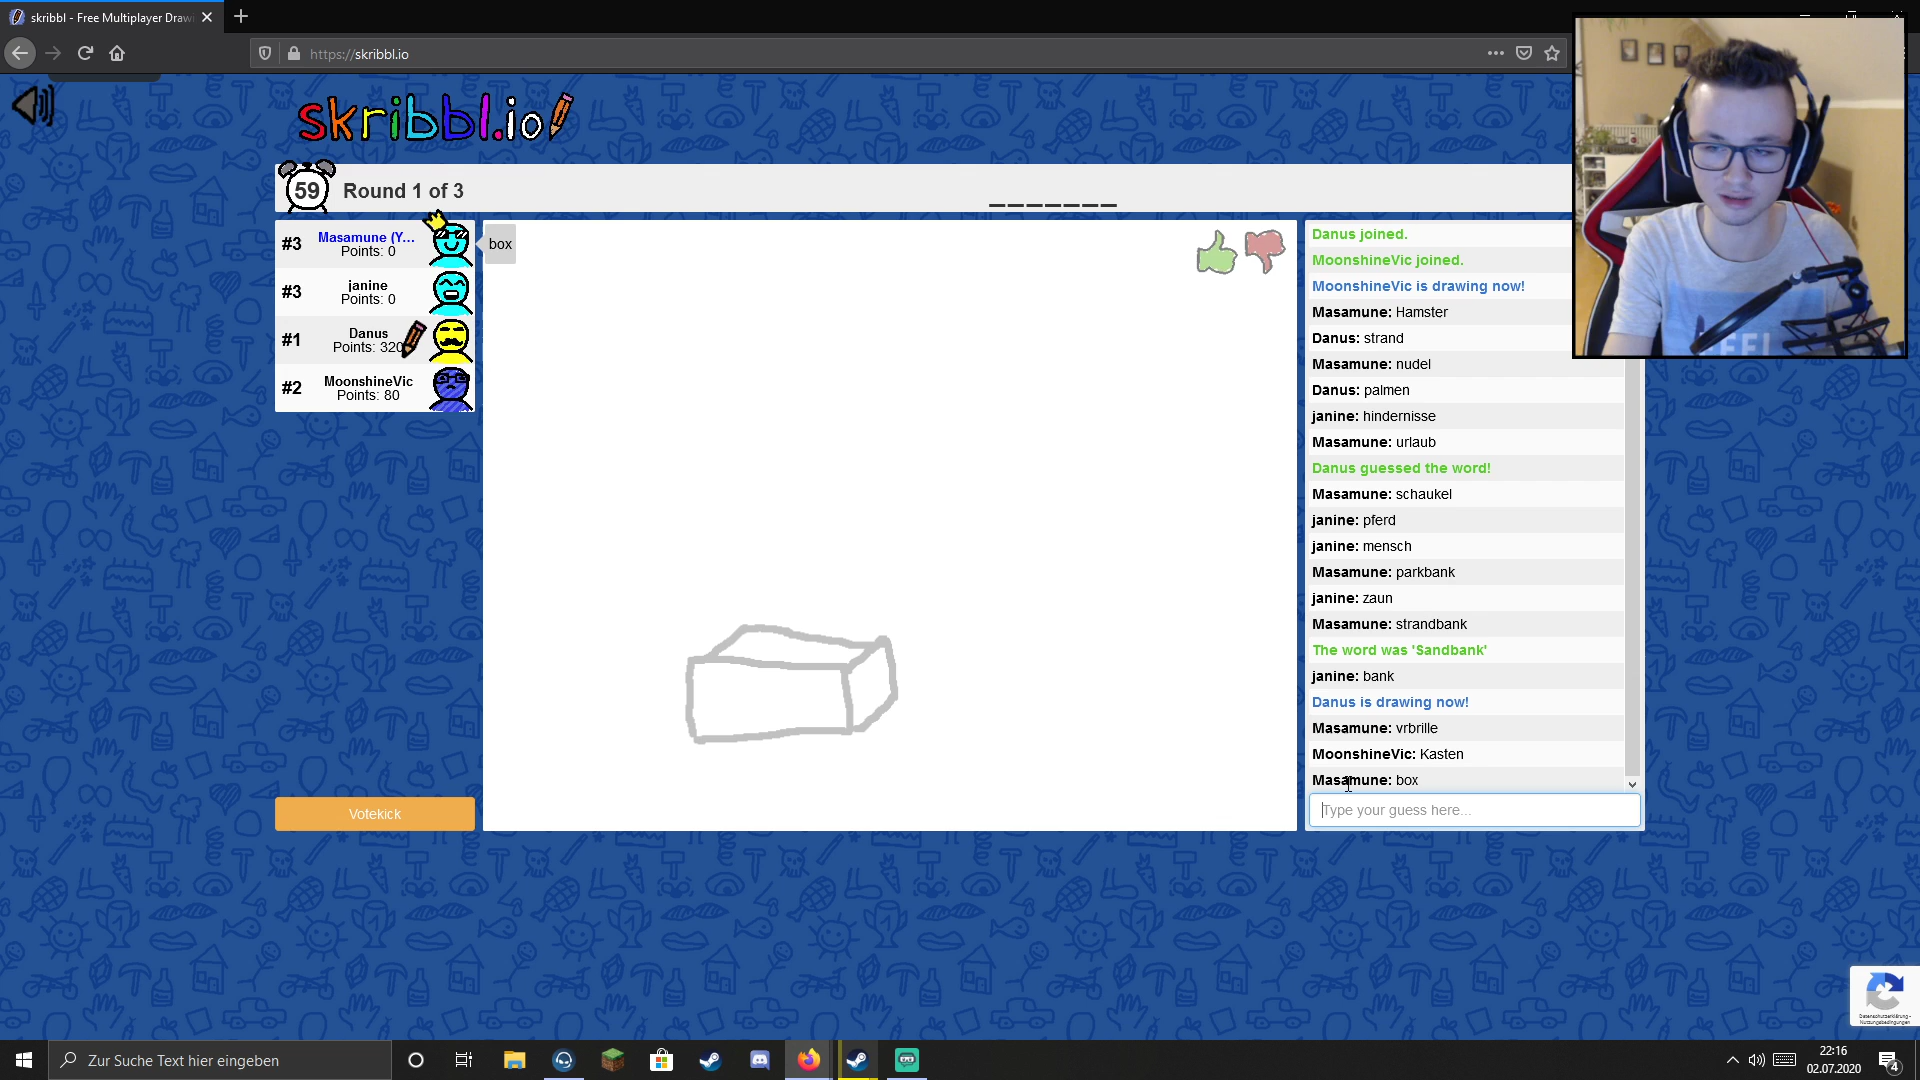 skribbl - Free Multiplayer Drawi
https://skribbl.io
skribbl.io
59
Round 1 of 3
_______
#3
Masamune (Y...
Points: 0
#3
janine
Points: 0
#1
Danus
Points: 320
#2
MoonshineVic
Points: 80
Votekick
box
Danus joined.
MoonshineVic joined.
MoonshineVic is drawing now!
Masamune: Hamster
Danus: strand
Masamune: nudel
Danus: palmen
janine: hindernisse
Masamune: urlaub
Danus guessed the word!
Masamune: schaukel
janine: pferd
janine: mensch
Masamune: parkbank
janine: zaun
Masamune: strandbank
The word was 'Sandbank'
janine: bank
Danus is drawing now!
Masamune: vrbrille
MoonshineVic: Kasten
Masamune: box
Type your guess here...
Datenschutzerklärung -
Nutzungsbedingungen
Zur Suche Text hier eingeben
22:16
02.07.2020
4